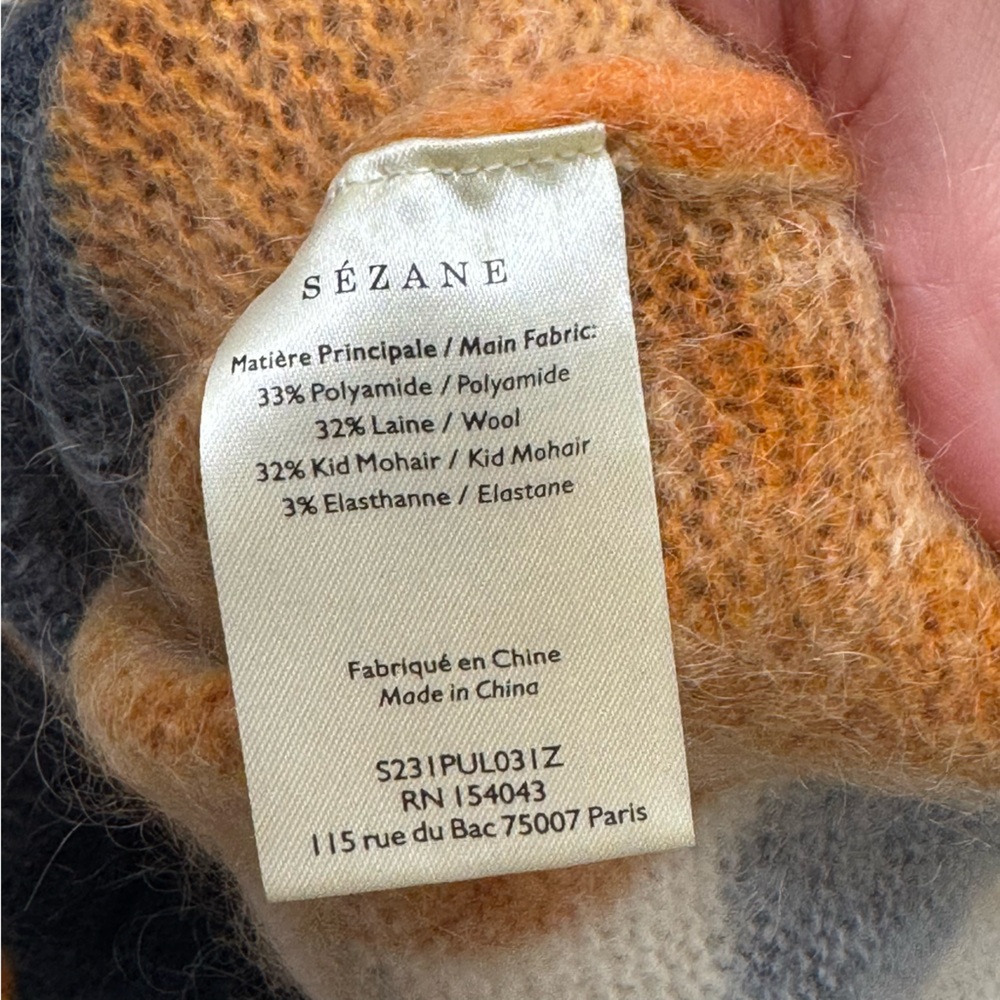 SÉZANE
Matière Principale / Main Fabric:
33% Polyamide / Polyamide
32% Laine / Wool
32% Kid Mohair / Kid Mohair
3% Elasthanne / Elastane
Fabriqué en Chine
Made in China
S231PUL031Z
RN 154043
115 rue du Bac 75007 Paris